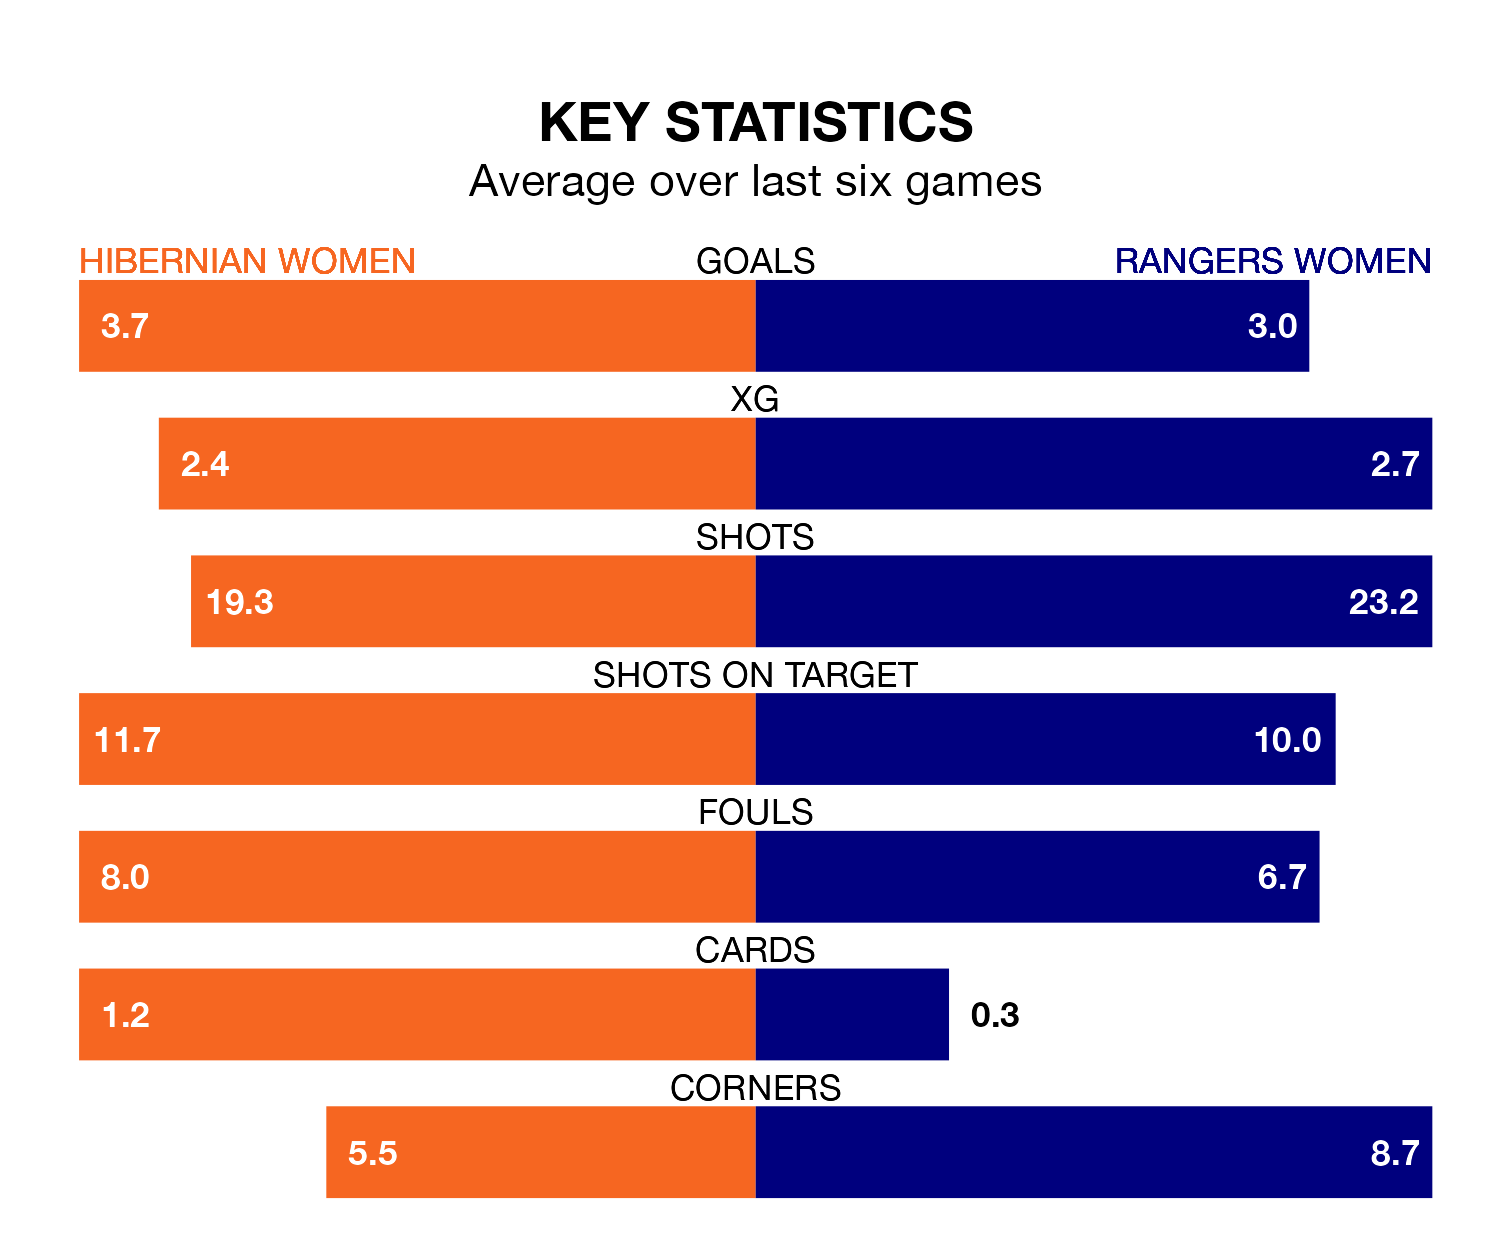 KEY STATISTICS
Average over last six games
HIBERNIAN WOMEN GOALS RANGERS WOMEN
3.7 3.0
XG
2.4 2.7
SHOTS
19.3 23.2
SHOTS ON TARGET
11.7 10.0
FOULS
8.0 6.7
CARDS
1.2 0.3
CORNERS
5.5 8.7